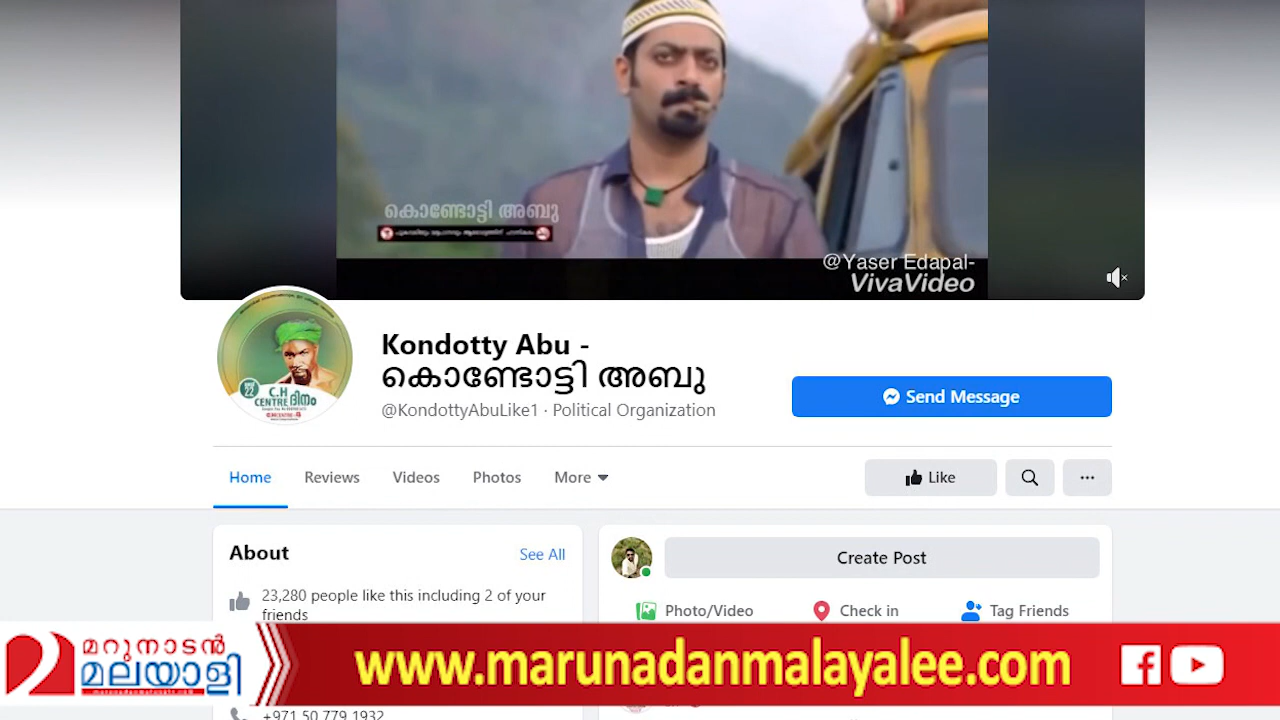 കൊണ്ടോട്ടി അബു
@Yaser Edapal-
VivaVideo
C.H
CENTRE ദിനം
Kondotty Abu -
കൊണ്ടോട്ടി അബു
@KondottyAbuLike1 · Political Organization
Send Message
Home
Reviews
Videos
Photos
More
Like
About
See All
23,280 people like this including 2 of your
friends
Create Post
Photo/Video
Check in
Tag Friends
മറുനാടൻ
മലയാളി
www.marunadanmalayalee.com
+971 50 779 1932